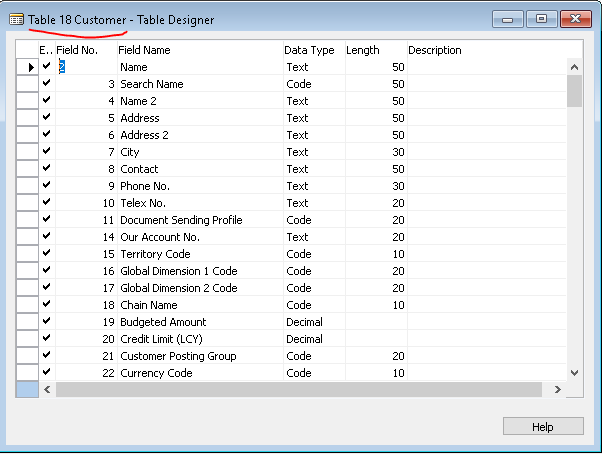 Table 18 Customer - Table Designer
E.. Field No. Field Name Data Type Length Description
2 Name Text 50
3 Search Name Code 50
4 Name 2 Text 50
5 Address Text 50
6 Address 2 Text 50
7 City Text 30
8 Contact Text 50
9 Phone No. Text 30
10 Telex No. Text 20
11 Document Sending Profile Code 20
14 Our Account No. Text 20
15 Territory Code Code 10
16 Global Dimension 1 Code Code 20
17 Global Dimension 2 Code Code 20
18 Chain Name Code 10
19 Budgeted Amount Decimal
20 Credit Limit (LCY) Decimal
21 Customer Posting Group Code 20
22 Currency Code Code 10
Help